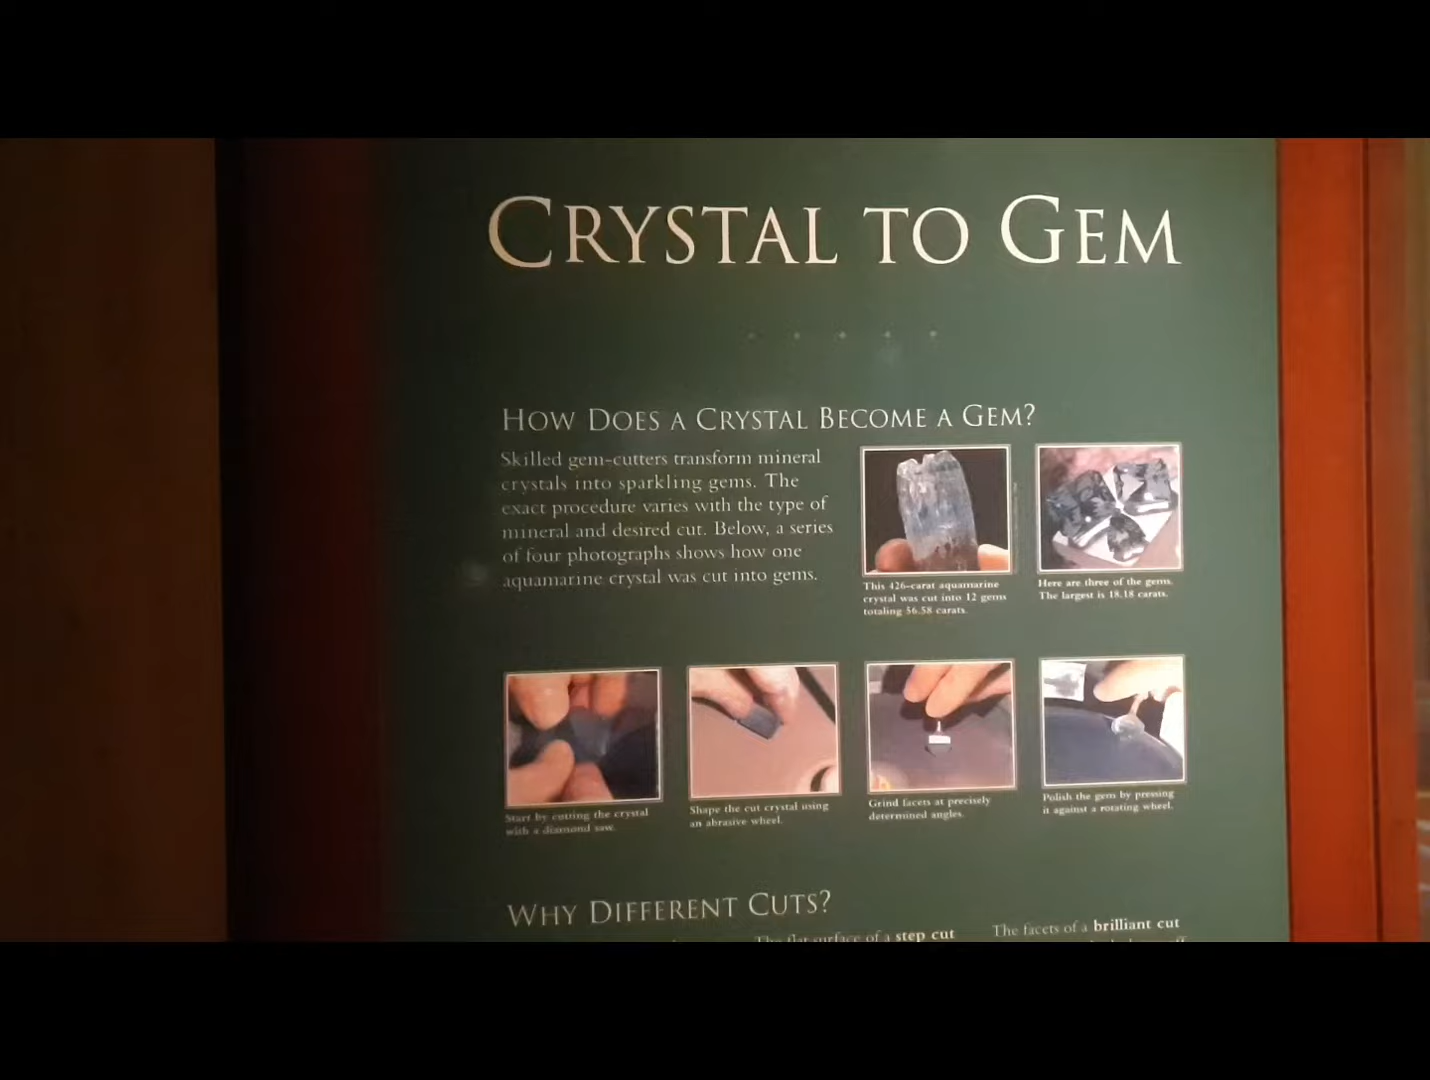 CRYSTAL TO GEM
HOW DOES A CRYSTAL BECOME A GEM?
Skilled gem-cutters transform mineral
crystals into sparkling gems. The
exact procedure varies with the type of
mineral and desired cut. Below, a series
of four photographs shows how one
aquamarine crystal was cut into gems.
This 426-carat aquamarine
crystal was cut into 12 gems
totaling 56.58 carats.
Here are three of the gems.
The largest is 18.18 carats.
Start by cutting the crystal
with a diamond saw.
Shape the cut crystal using
an abrasive wheel.
Grind facets at precisely
determined angles.
Polish the gem by pressing
it against a rotating wheel.
WHY DIFFERENT CUTS?
The flat surface of a step cut
The facets of a brilliant cut